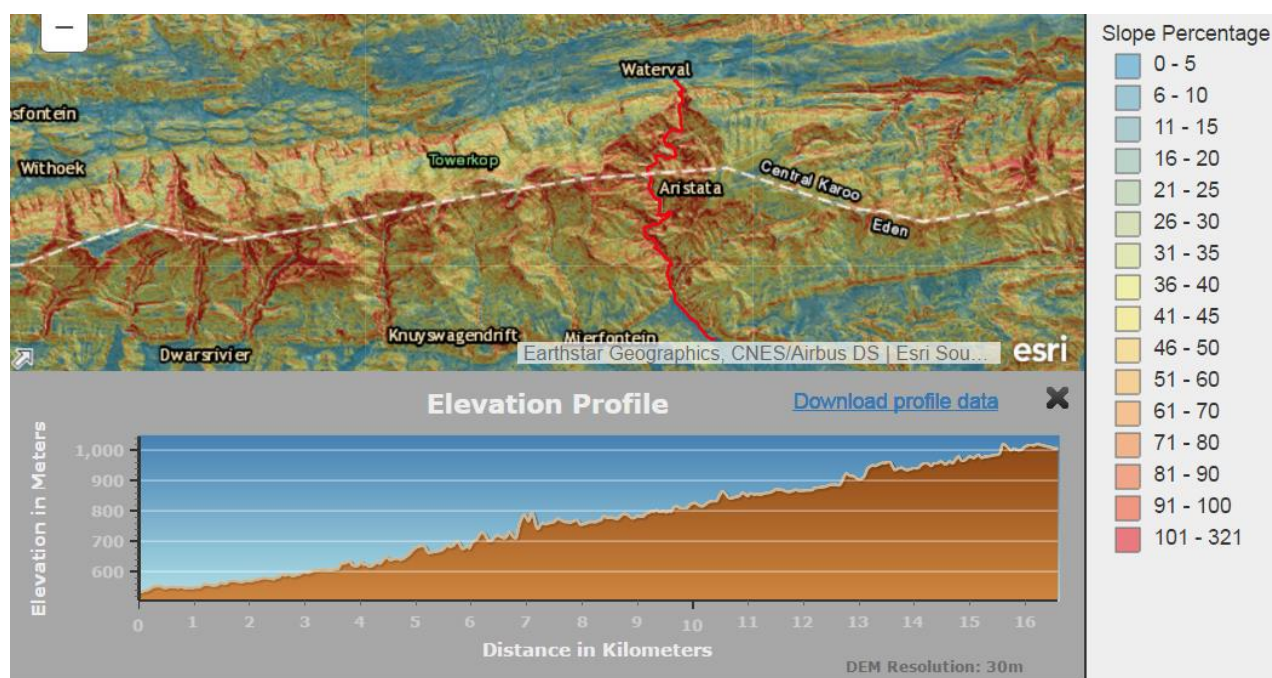 −
Waterval
sfontein
Withoek
Towerkop
Aristata
Central Karoo
Eden
Knuyswagendrift
Mierfontein
Dwarsrivier
Earthstar Geographics, CNES/Airbus DS | Esri Sou...
esri
Slope Percentage
0 - 5
6 - 10
11 - 15
16 - 20
21 - 25
26 - 30
31 - 35
36 - 40
41 - 45
46 - 50
51 - 60
61 - 70
71 - 80
81 - 90
91 - 100
101 - 321
Elevation Profile
Download profile data
Elevation in Meters
1,000
900
800
700
600
0 1 2 3 4 5 6 7 8 9 10 11 12 13 14 15 16
Distance in Kilometers
DEM Resolution: 30m